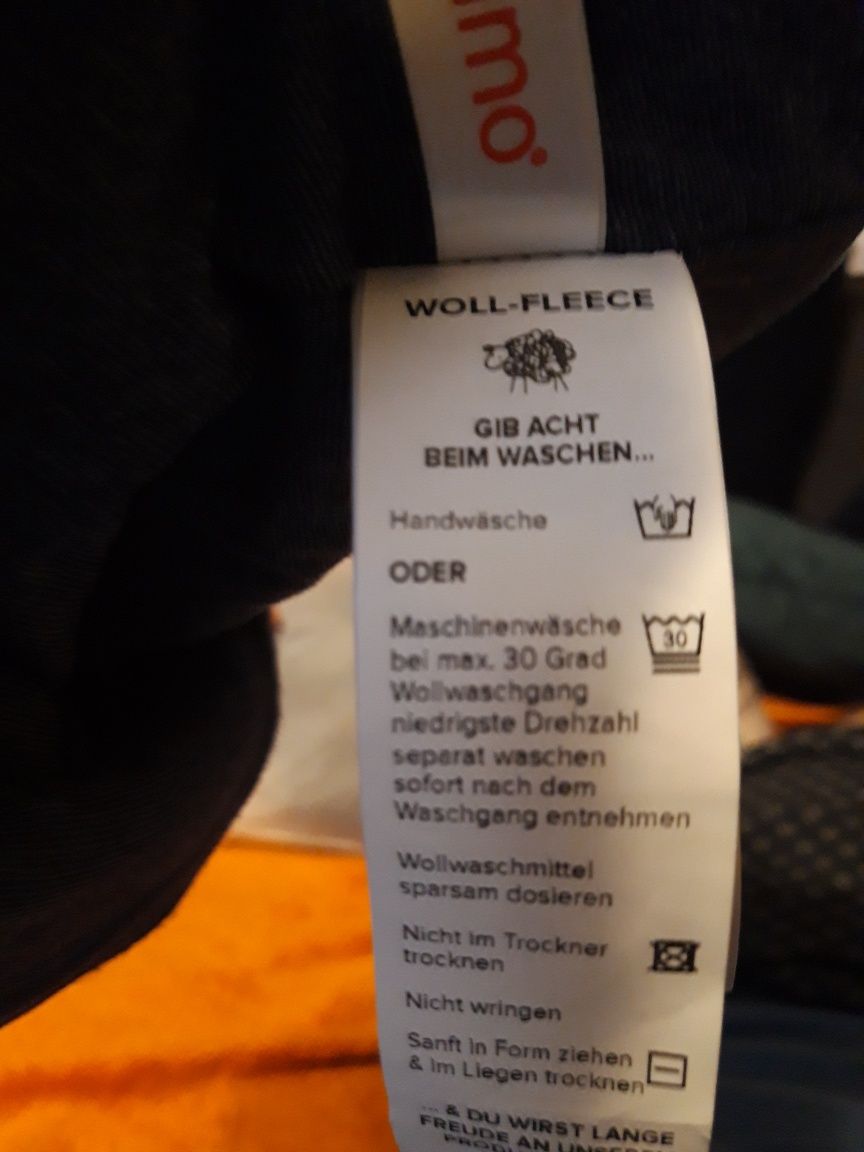 WOLL-FLEECE
GIB ACHT
BEIM WASCHEN...
Handwäsche
ODER
Maschinenwäsche
bei max. 30 Grad
30
Wollwaschgang
niedrigste Drehzahl
separat waschen
sofort nach dem
Waschgang entnehmen
Wollwaschmittel
sparsam dosieren
Nicht im Trockner
trocknen
Nicht wringen
Sanft in Form ziehen
& im Liegen trocknen
... & DU WIRST LANGE
FREUDE AN